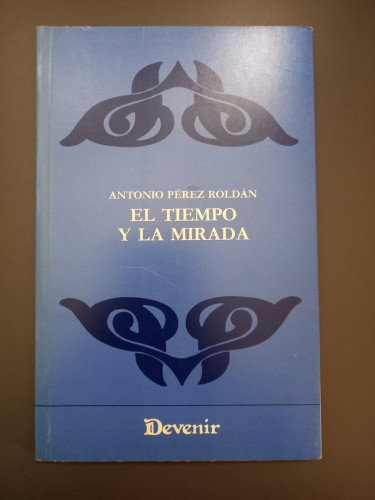 ANTONIO PÉREZ ROLDÁN
EL TIEMPO
Y LA MIRADA
Devenir